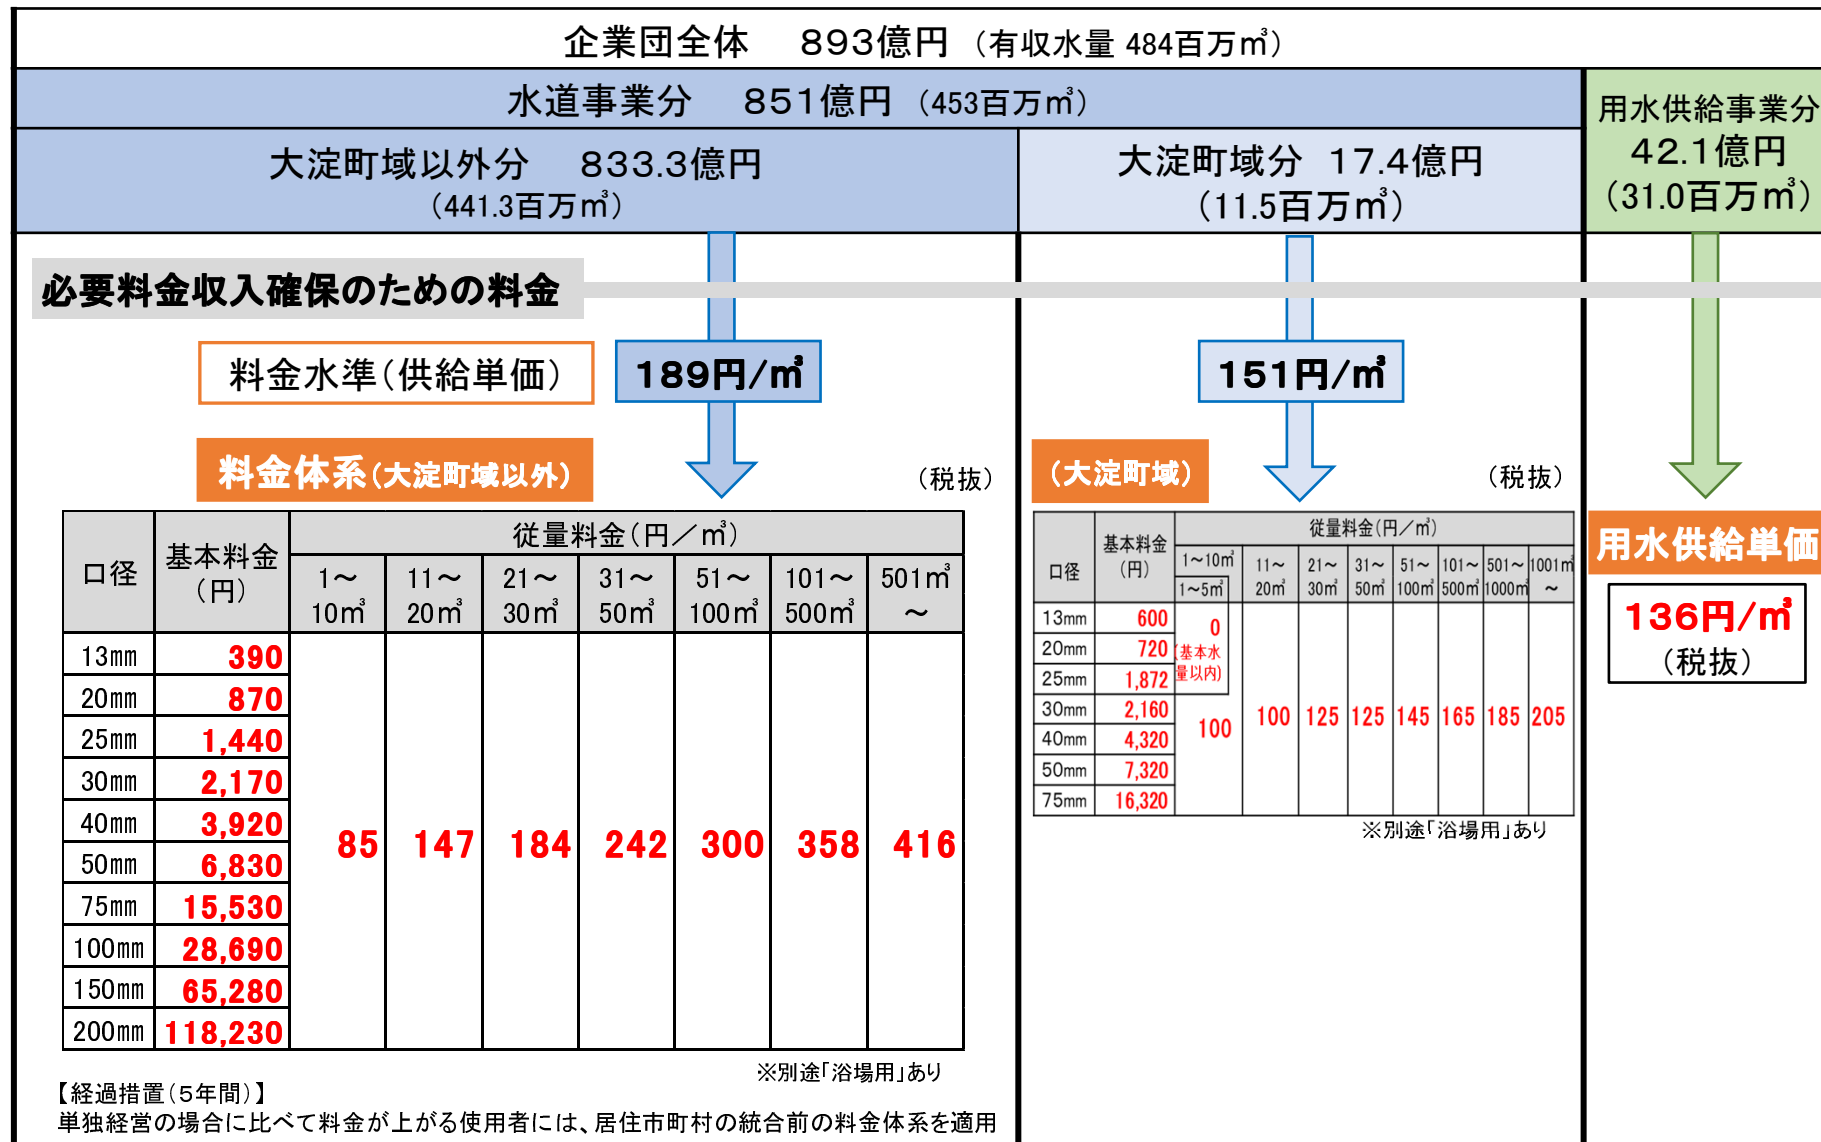 企業団全体　893億円（有収水量 484百万㎥）
水道事業分　851億円（453百万㎥）
大淀町域以外分　833.3億円
（441.3百万㎥）
大淀町域分　17.4億円
（11.5百万㎥）
用水供給事業分
42.1億円
（31.0百万㎥）
必要料金収入確保のための料金
料金水準（供給単価）
189円/㎥
151円/㎥
料金体系（大淀町域以外）
（税抜）
口径 基本料金（円） 従量料金（円／㎥）
1～10㎥ 11～20㎥ 21～30㎥ 31～50㎥ 51～100㎥ 101～500㎥ 501㎥～
13㎜ 390
20㎜ 870
25㎜ 1,440
30㎜ 2,170
40㎜ 3,920
50㎜ 6,830
75㎜ 15,530
100㎜ 28,690
150㎜ 65,280
200㎜ 118,230
85 147 184 242 300 358 416
※別途「浴場用」あり
【経過措置（５年間）】
単独経営の場合に比べて料金が上がる使用者には、居住市町村の統合前の料金体系を適用
（大淀町域）
（税抜）
口径 基本料金（円） 従量料金（円／㎥）
1～10㎥ 11～20㎥ 21～30㎥ 31～50㎥ 51～100㎥ 101～500㎥ 501～1000㎥ 1001㎥～
1～5㎥
13mm 600
20mm 720
25mm 1,872
30mm 2,160
40mm 4,320
50mm 7,320
75mm 16,320
0
（基本水量以内）
100 100 125 125 145 165 185 205
※別途「浴場用」あり
用水供給単価
136円/㎥
（税抜）